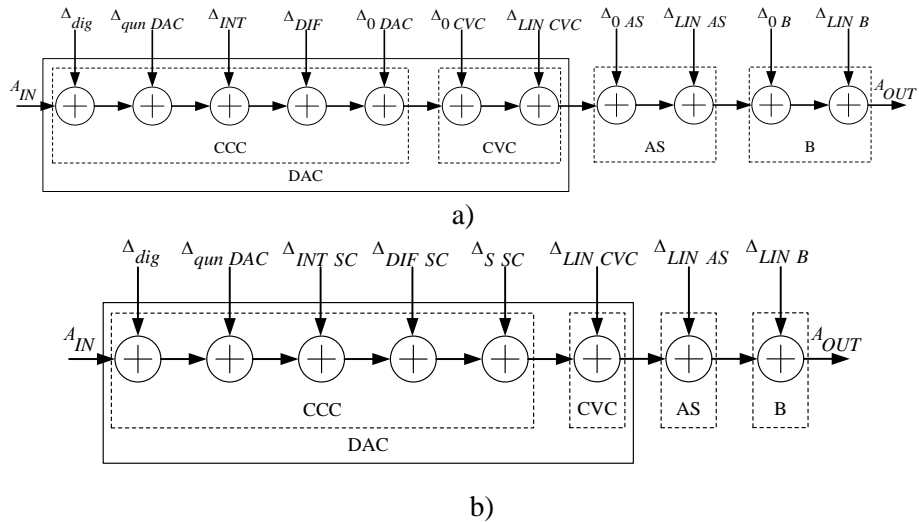 Δdig Δqun DAC ΔINT ΔDIF Δ0 DAC Δ0 CVC ΔLIN CVC Δ0 AS ΔLIN AS Δ0 B ΔLIN B
AIN AOUT
CCC CVC AS B
DAC
a)
Δdig Δqun DAC ΔINT SC ΔDIF SC ΔS SC ΔLIN CVC ΔLIN AS ΔLIN B
AIN AOUT
CCC CVC AS B
DAC
b)